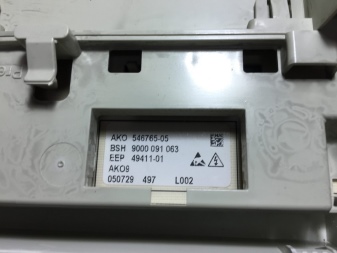 AKO 546765-05
BSH 9000 091 063
EEP 49411-01
AKO9
050729 497 L002